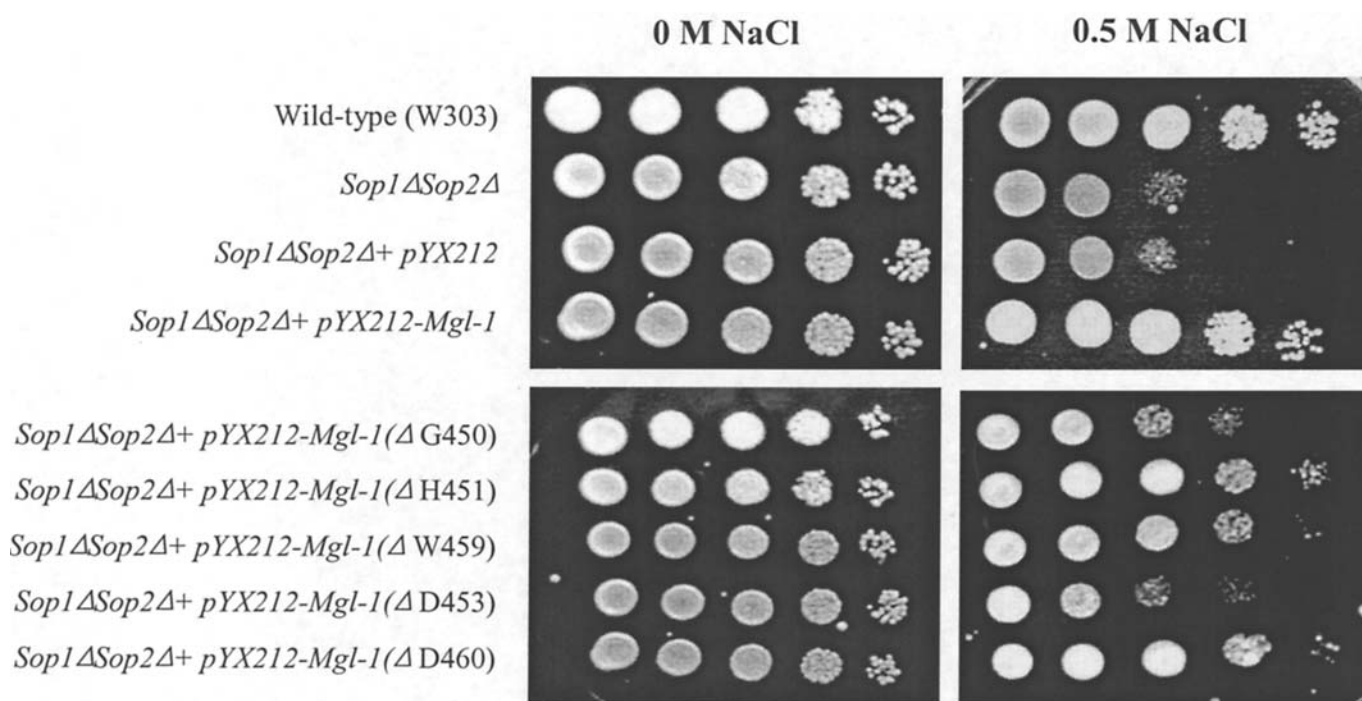 0 M NaCl 0.5 M NaCl
Wild-type (W303)
Sop1ΔSop2Δ
Sop1ΔSop2Δ+ pYX212
Sop1ΔSop2Δ+ pYX212-Mgl-1
Sop1ΔSop2Δ+ pYX212-Mgl-1(Δ G450)
Sop1ΔSop2Δ+ pYX212-Mgl-1(Δ H451)
Sop1ΔSop2Δ+ pYX212-Mgl-1(Δ W459)
Sop1ΔSop2Δ+ pYX212-Mgl-1(Δ D453)
Sop1ΔSop2Δ+ pYX212-Mgl-1(Δ D460)